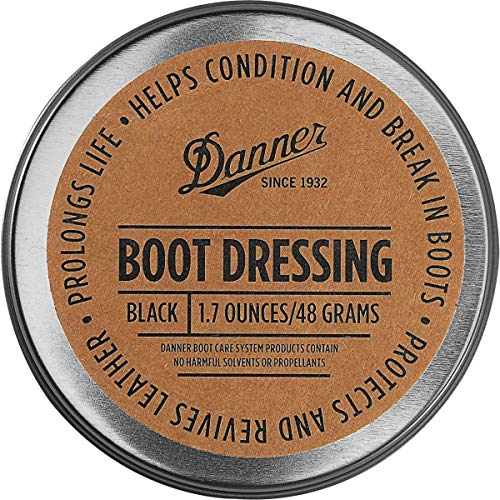 PROLONGS LIFE • HELPS CONDITION AND BREAK IN BOOTS • PROTECTS AND REVIVES LEATHER •
Danner
SINCE 1932
BOOT DRESSING
BLACK | 1.7 OUNCES/48 GRAMS
DANNER BOOT CARE SYSTEM PRODUCTS CONTAIN
NO HARMFUL SOLVENTS OR PROPELLANTS